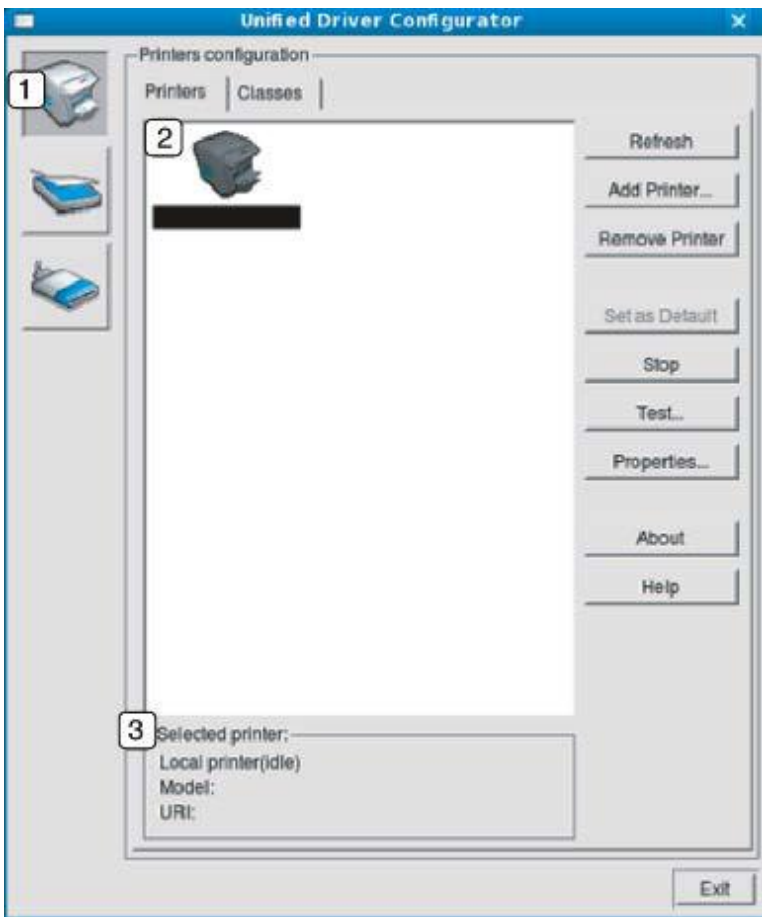 Unified Driver Configurator
Printers configuration
1
Printers
Classes
2
Refresh
Add Printer...
Remove Printer
Set as Default
Stop
Test...
Properties...
About
Help
3
Selected printer:
Local printer(idle)
Model:
URI:
Exit